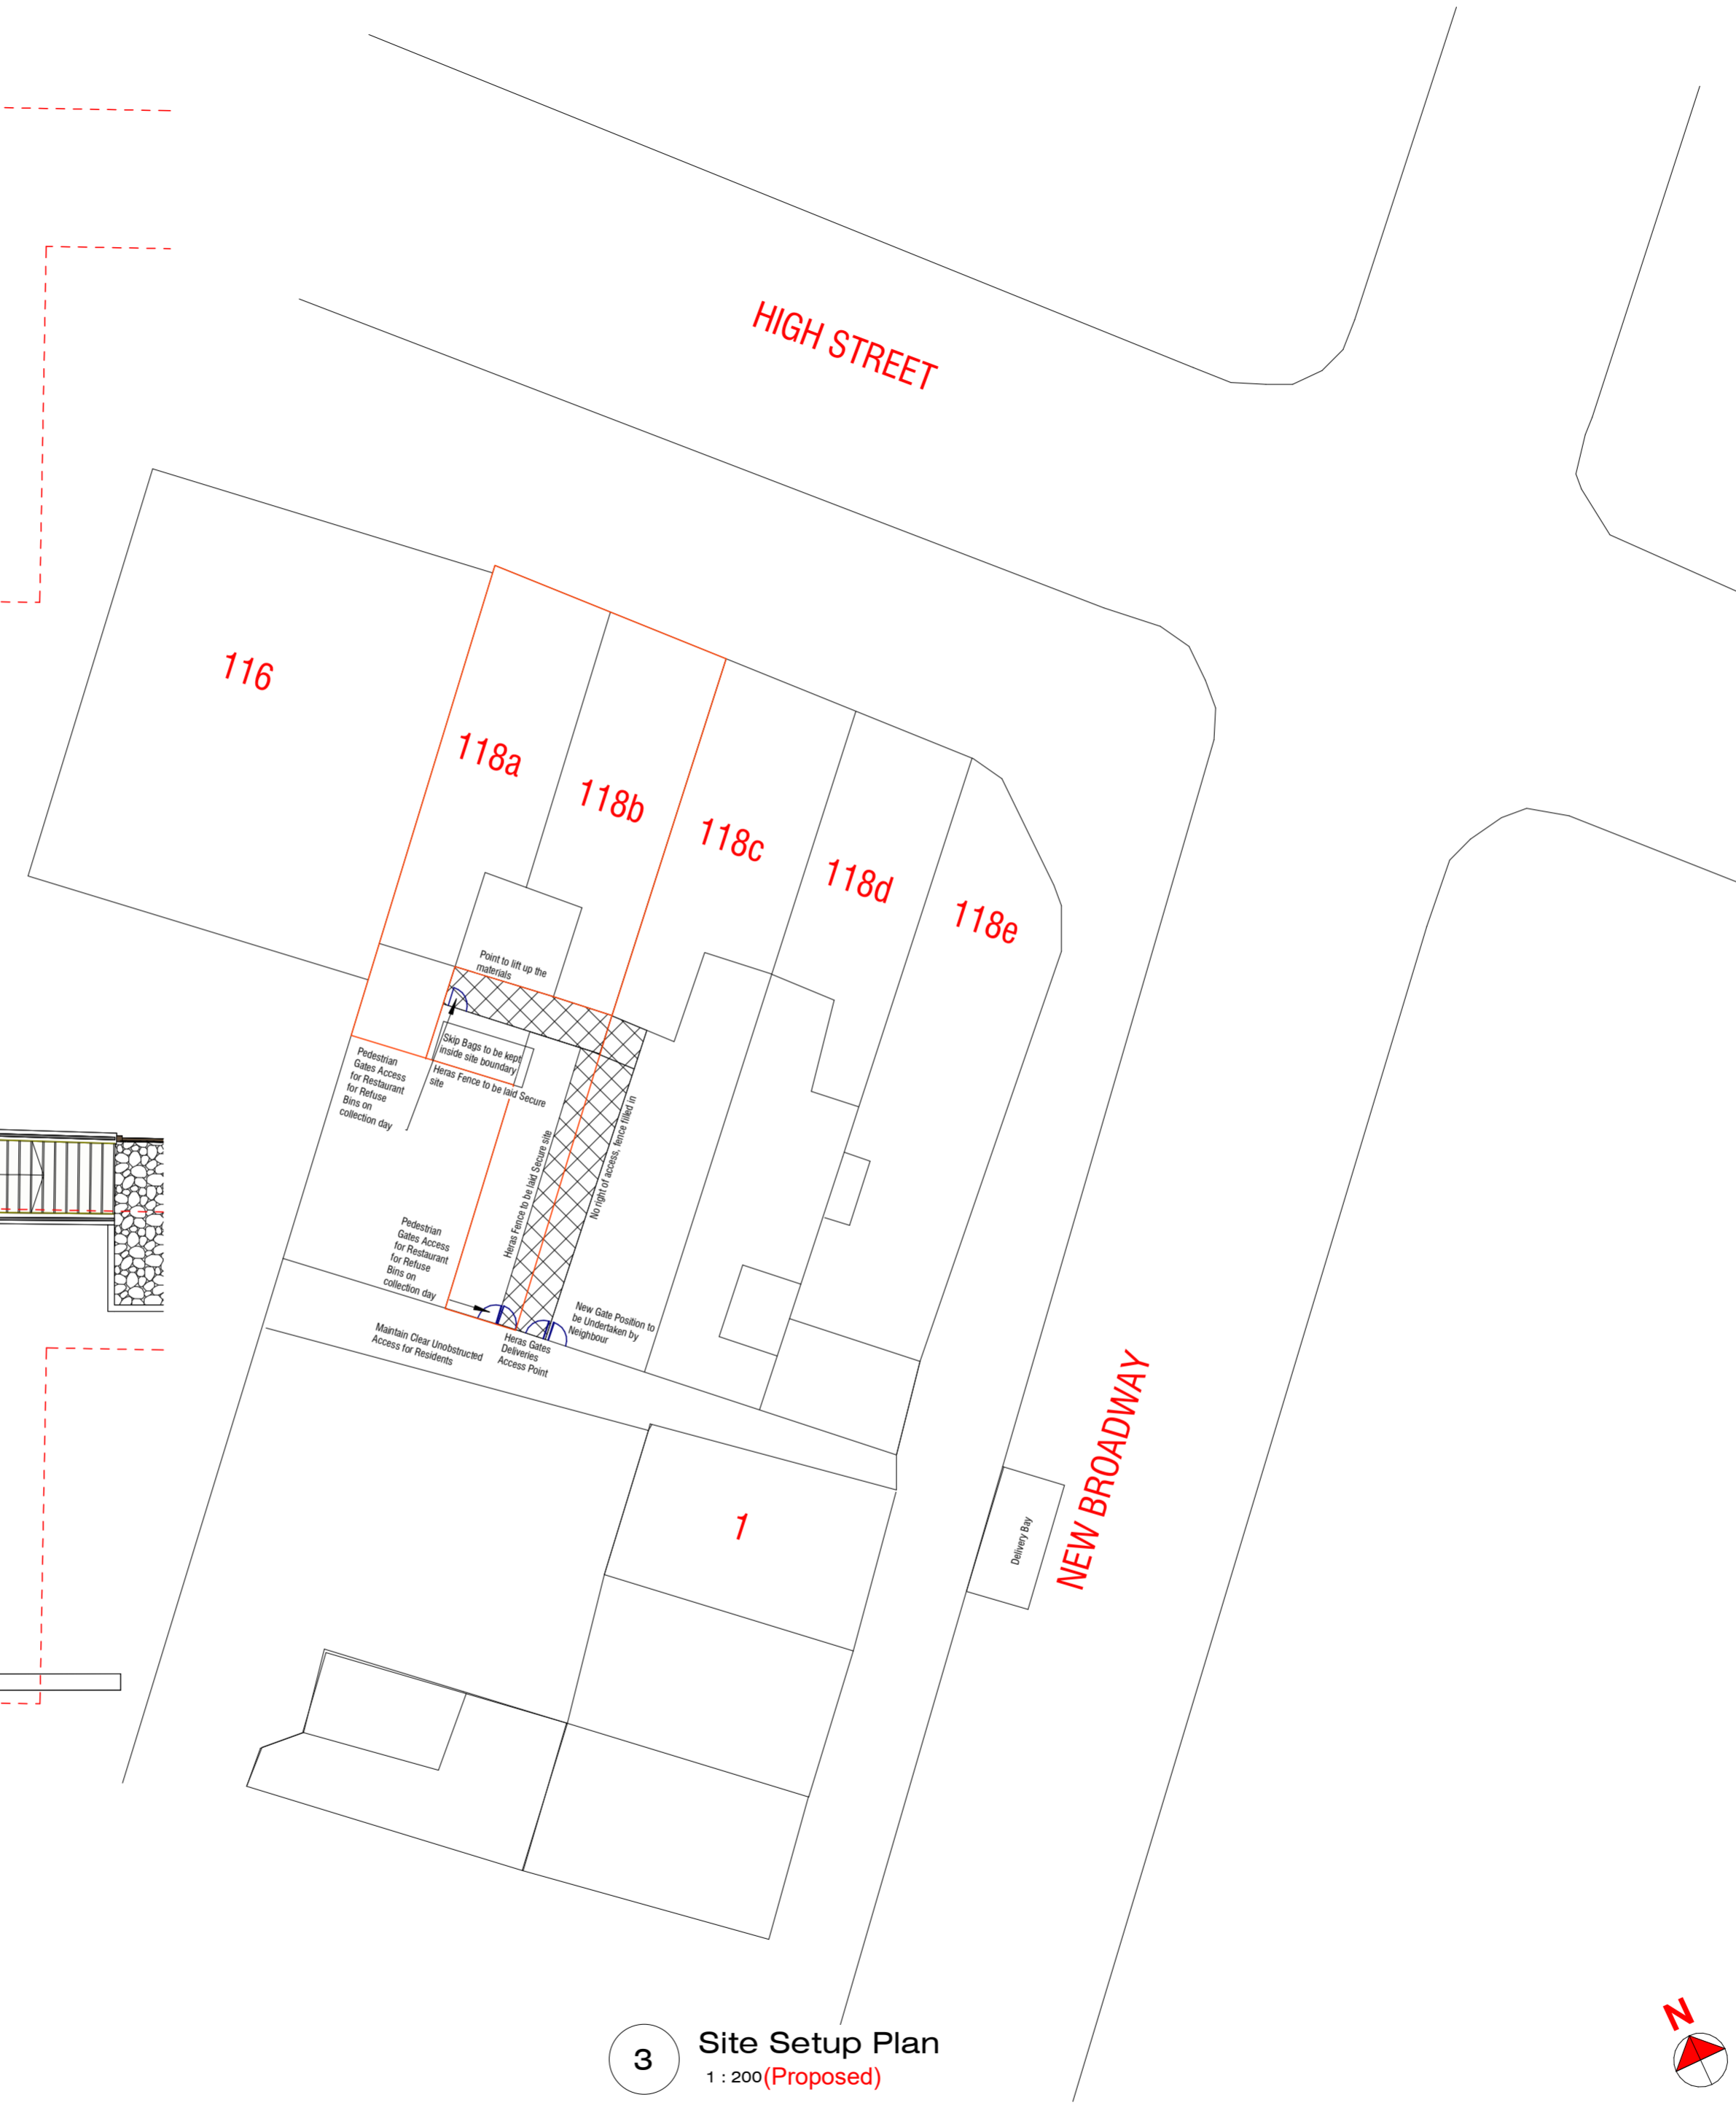 HIGH STREET
116
118a
118b
118c
118d
118e
Point to lift up the
materials
Skip Bags to be kept
inside site boundary
Heras Fence to be laid Secure
site
Pedestrian
Gates Access
for Restaurant
for Refuse
Bins on
collection day
Heras Fence to be laid Secure site
No right of access, fence filled in
Pedestrian
Gates Access
for Restaurant
for Refuse
Bins on
collection day
New Gate Position to
be Undertaken by
Neighbour
Heras Gates
Deliveries
Access Point
Maintain Clear Unobstructed
Access for Residents
1
Delivery Bay
NEW BROADWAY
3
Site Setup Plan
1 : 200 (Proposed)
N